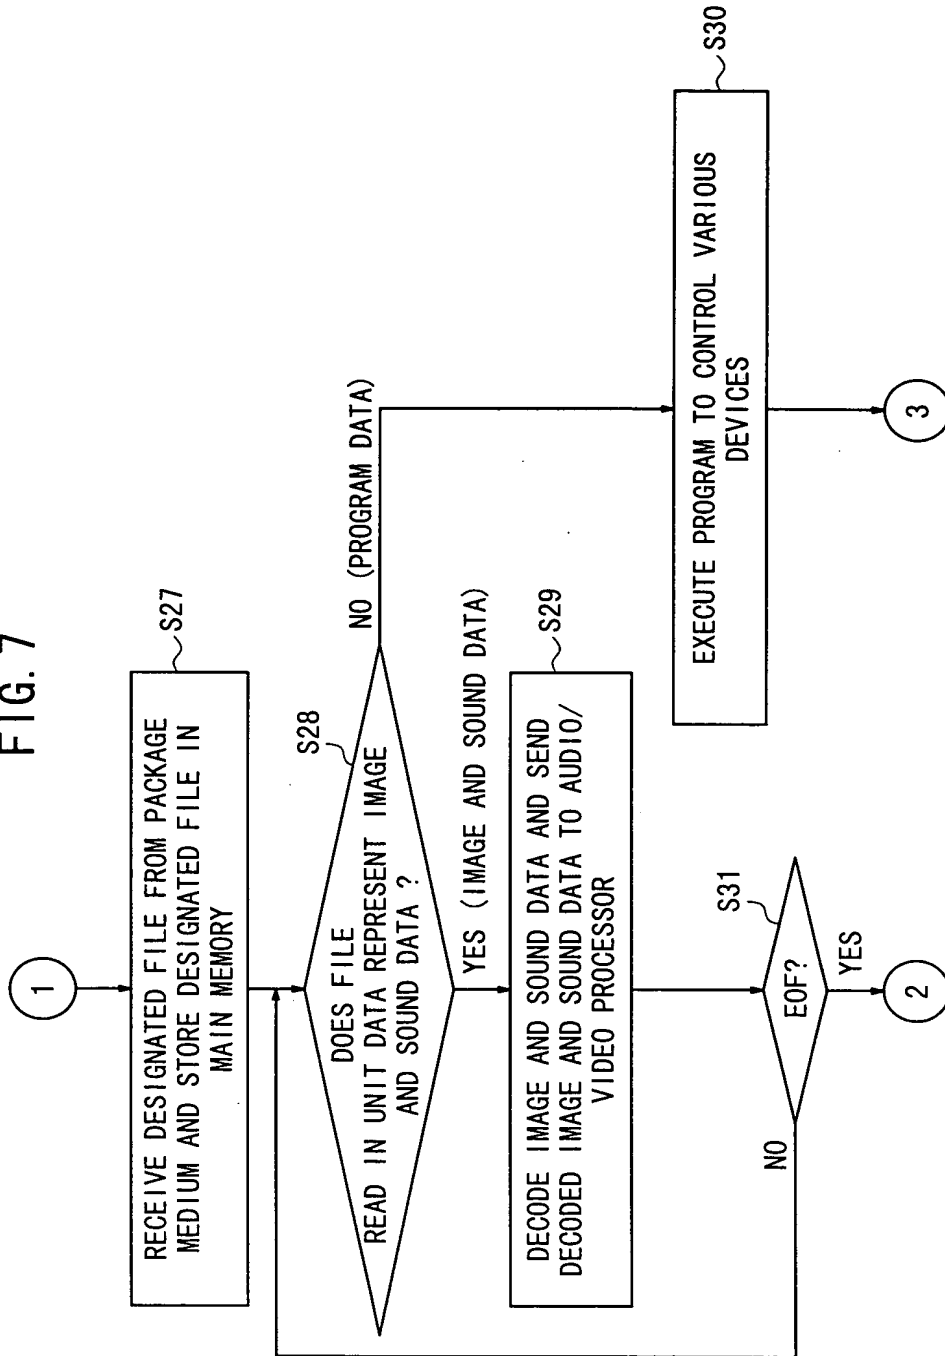 FIG. 7
1
RECEIVE DESIGNATED FILE FROM PACKAGE
MEDIUM AND STORE DESIGNATED FILE IN
MAIN MEMORY
S27
DOES FILE
READ IN UNIT DATA REPRESENT IMAGE
AND SOUND DATA ?
S28
NO (PROGRAM DATA)
YES (IMAGE AND SOUND DATA)
DECODE IMAGE AND SOUND DATA AND SEND
DECODED IMAGE AND SOUND DATA TO AUDIO/
VIDEO PROCESSOR
S29
EXECUTE PROGRAM TO CONTROL VARIOUS
DEVICES
S30
EOF?
S31
NO
YES
2
3